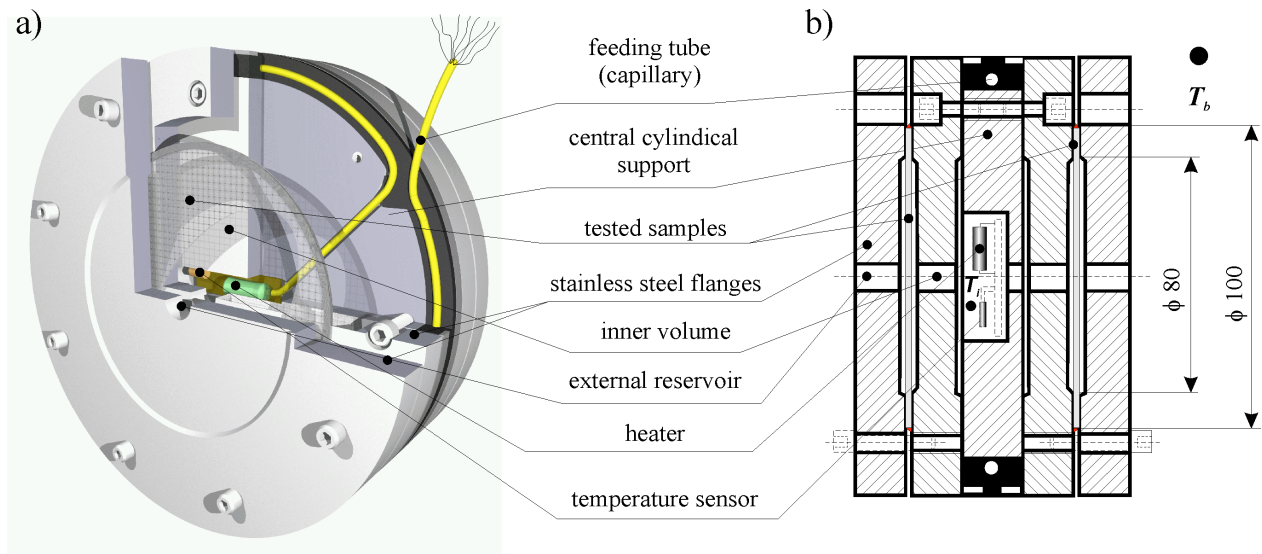 a)
feeding tube
(capillary)
central cylindical
support
tested samples
stainless steel flanges
inner volume
external reservoir
heater
temperature sensor
b)
T_b
T_i
ϕ 80
ϕ 100